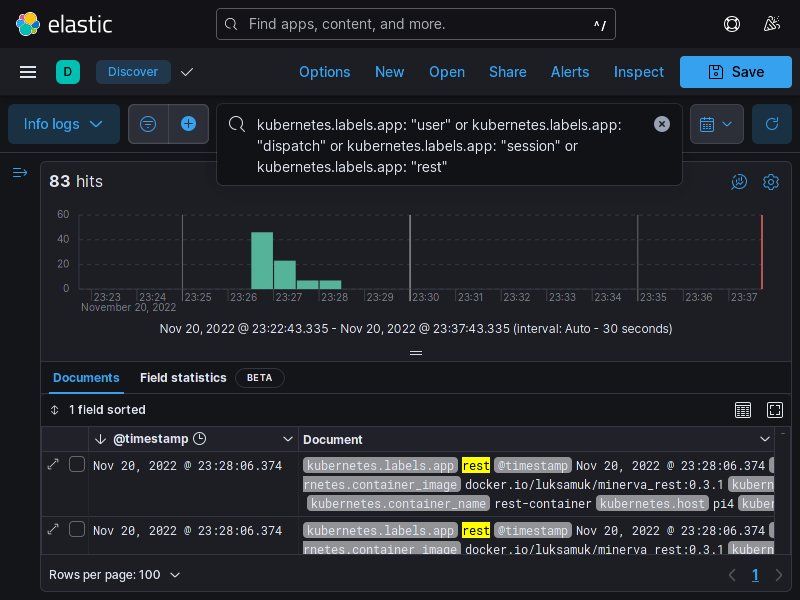 elastic
Find apps, content, and more.
^/
D
Discover
Options
New
Open
Share
Alerts
Inspect
Save
Info logs
kubernetes.labels.app: "user" or kubernetes.labels.app:
"dispatch" or kubernetes.labels.app: "session" or
kubernetes.labels.app: "rest"
83 hits
60
40
20
0
23:23 23:24 23:25 23:26 23:27 23:28 23:29 23:30 23:31 23:32 23:33 23:34 23:35 23:36 23:37
November 20, 2022
Nov 20, 2022 @ 23:22:43.335 - Nov 20, 2022 @ 23:37:43.335 (interval: Auto - 30 seconds)
Documents
Field statistics
BETA
1 field sorted
@timestamp
Document
Nov 20, 2022 @ 23:28:06.374
kubernetes.labels.app rest @timestamp Nov 20, 2022 @ 23:28:06.374
rnetes.container_image docker.io/luksamuk/minerva_rest:0.3.1 kubern
kubernetes.container_name rest-container kubernetes.host pi4 kuber
Nov 20, 2022 @ 23:28:06.374
kubernetes.labels.app rest @timestamp Nov 20, 2022 @ 23:28:06.374
rnetes.container_image docker.io/luksamuk/minerva_rest:0.3.1 kubern
Rows per page: 100
1